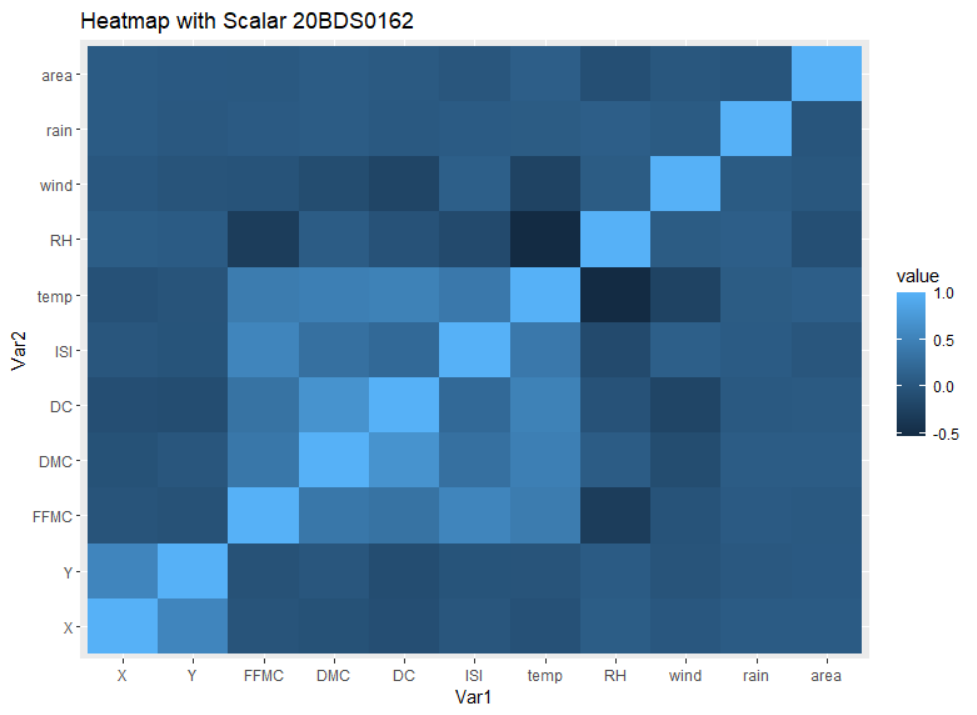 Heatmap with Scalar 20BDS0162
area
rain
wind
RH
temp
ISI
DC
DMC
FFMC
Y
X
Var2
X Y FFMC DMC DC ISI temp RH wind rain area
Var1
value
1.0
0.5
0.0
-0.5